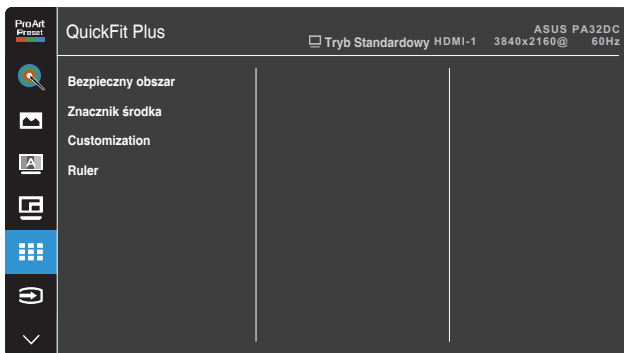 ProArt
Preset
QuickFit Plus
ASUS PA32DC
Tryb Standardowy HDMI-1 3840x2160@ 60Hz
Bezpieczny obszar
Znacznik środka
Customization
Ruler
A